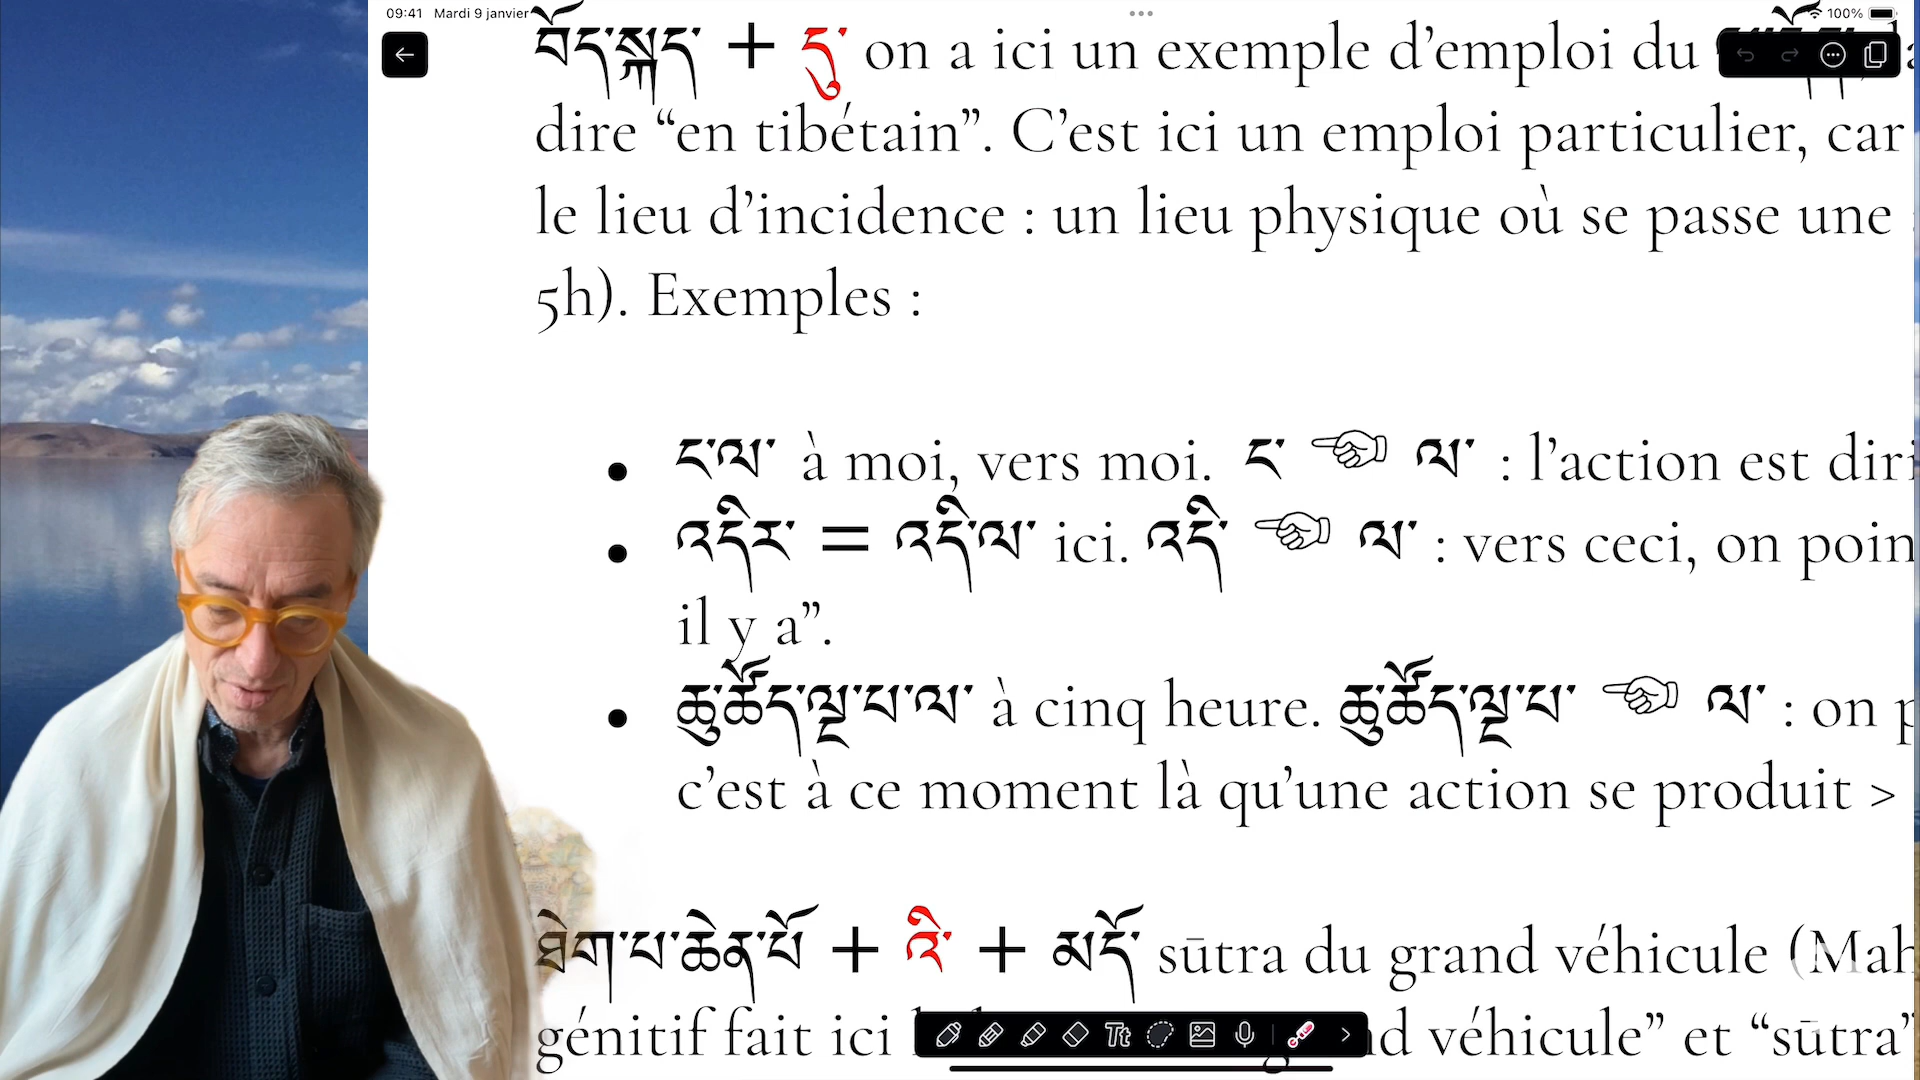 09:41 Mardi 9 janvier 100%
བོད་སྐད་ + དུ་ on a ici un exemple d’emploi du
dire “en tibétain”. C’est ici un emploi particulier, car
le lieu d’incidence : un lieu physique où se passe une
5h). Exemples :
• ང་ལ་ à moi, vers moi. ང་ ལ་ : l’action est diri
• འདིར་ = འདི་ལ་ ici. འདི་ ལ་ : vers ceci, on poin
il y a”.
• ཆུ་ཚོད་ལྔ་པ་ལ་ à cinq heure. ཆུ་ཚོད་ལྔ་པ་ ལ་ : on p
c’est à ce moment là qu’une action se produit >
ཐེག་པ་ཆེན་པོ + འི་ + མདོ་ sūtra du grand véhicule (Mah
génitif fait ici nd véhicule” et “sūtra”